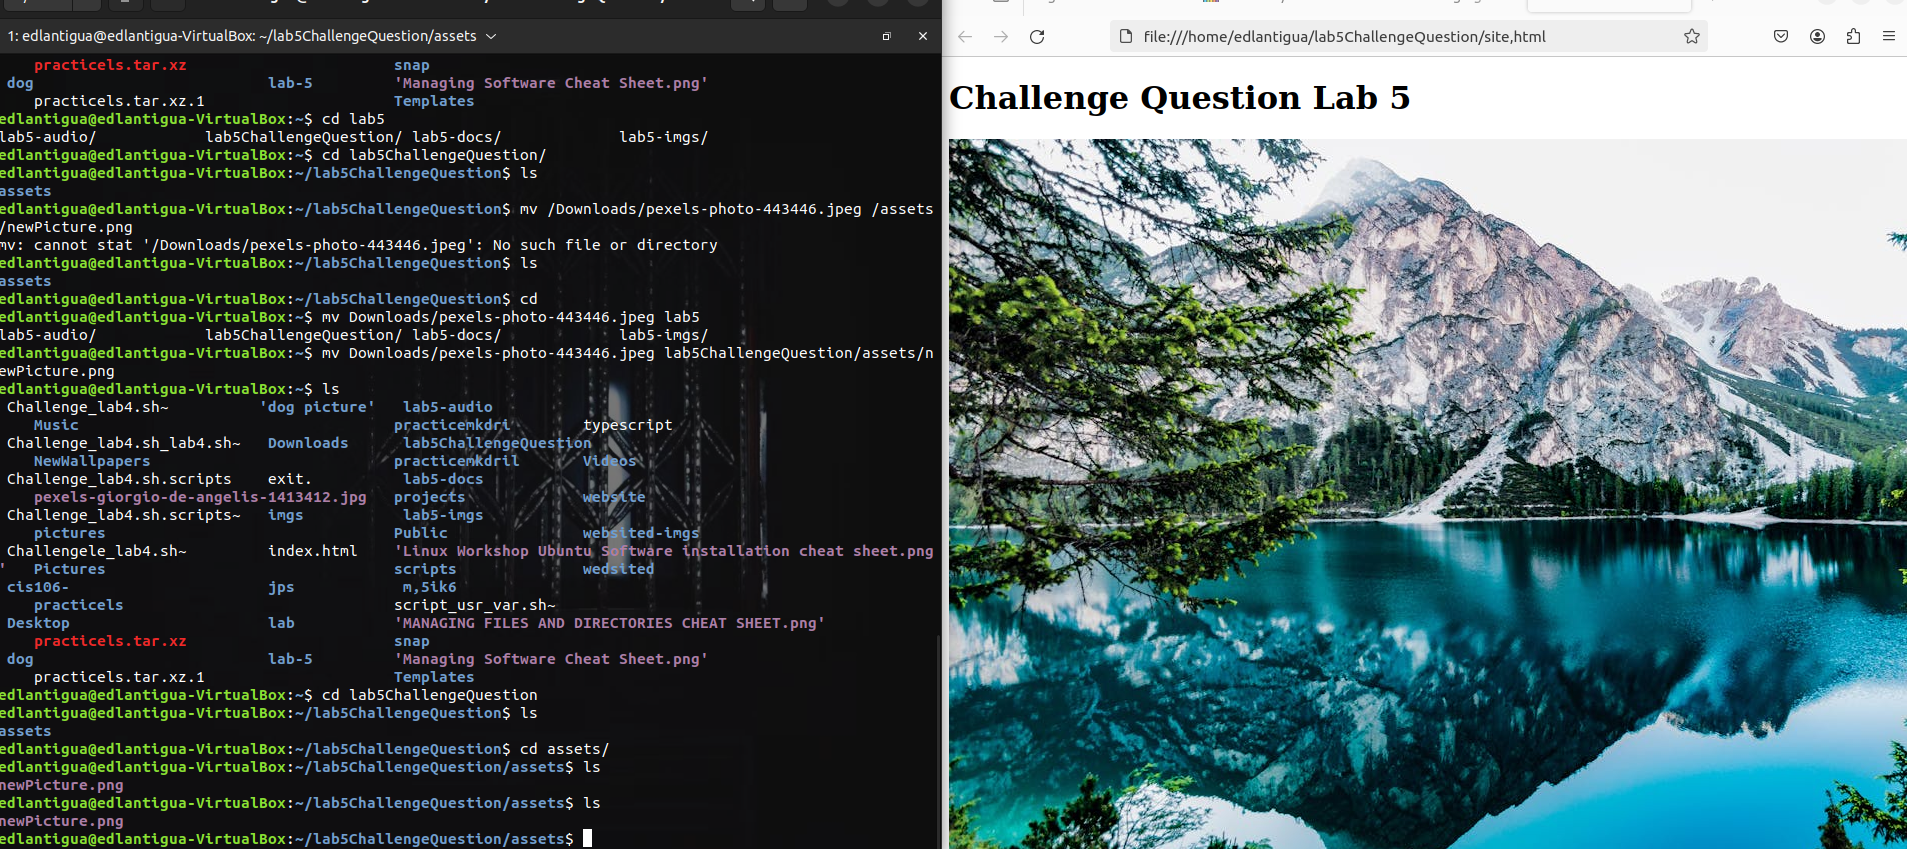 1: edlantigua@edlantigua-VirtualBox: ~/lab5ChallengeQuestion/assets
practicels.tar.xz snap
dog lab-5 'Managing Software Cheat Sheet.png'
practicels.tar.xz.1 Templates
edlantigua@edlantigua-VirtualBox:~$ cd lab5
lab5-audio/ lab5ChallengeQuestion/ lab5-docs/ lab5-imgs/
edlantigua@edlantigua-VirtualBox:~$ cd lab5ChallengeQuestion/
edlantigua@edlantigua-VirtualBox:~/lab5ChallengeQuestion$ ls
assets
edlantigua@edlantigua-VirtualBox:~/lab5ChallengeQuestion$ mv /Downloads/pexels-photo-443446.jpeg /assets
/newPicture.png
mv: cannot stat '/Downloads/pexels-photo-443446.jpeg': No such file or directory
edlantigua@edlantigua-VirtualBox:~/lab5ChallengeQuestion$ ls
assets
edlantigua@edlantigua-VirtualBox:~/lab5ChallengeQuestion$ cd
edlantigua@edlantigua-VirtualBox:~$ mv Downloads/pexels-photo-443446.jpeg lab5
lab5-audio/ lab5ChallengeQuestion/ lab5-docs/ lab5-imgs/
edlantigua@edlantigua-VirtualBox:~$ mv Downloads/pexels-photo-443446.jpeg lab5ChallengeQuestion/assets/n
ewPicture.png
edlantigua@edlantigua-VirtualBox:~$ ls
Challenge_lab4.sh~ 'dog picture' lab5-audio
Music practicemkdri typescript
Challenge_lab4.sh_lab4.sh~ Downloads lab5ChallengeQuestion
NewWallpapers practicemkdril Videos
Challenge_lab4.sh.scripts exit. lab5-docs
pexels-giorgio-de-angelis-1413412.jpg projects website
Challenge_lab4.sh.scripts~ imgs lab5-imgs
pictures Public websited-imgs
Challengele_lab4.sh~ index.html 'Linux Workshop Ubuntu Software installation cheat sheet.png
' Pictures scripts wedsited
cis106- jps m,5ik6
practicels script_usr_var.sh~
Desktop lab 'MANAGING FILES AND DIRECTORIES CHEAT SHEET.png'
practicels.tar.xz snap
dog lab-5 'Managing Software Cheat Sheet.png'
practicels.tar.xz.1 Templates
edlantigua@edlantigua-VirtualBox:~$ cd lab5ChallengeQuestion
edlantigua@edlantigua-VirtualBox:~/lab5ChallengeQuestion$ ls
assets
edlantigua@edlantigua-VirtualBox:~/lab5ChallengeQuestion$ cd assets/
edlantigua@edlantigua-VirtualBox:~/lab5ChallengeQuestion/assets$ ls
newPicture.png
edlantigua@edlantigua-VirtualBox:~/lab5ChallengeQuestion/assets$ ls
newPicture.png
edlantigua@edlantigua-VirtualBox:~/lab5ChallengeQuestion/assets$
file:///home/edlantigua/lab5ChallengeQuestion/site,html
Challenge Question Lab 5